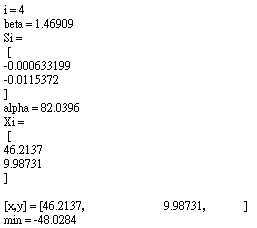 i = 4
beta = 1.46909
Si =
[
-0.000633199
-0.0115372
]
alpha = 82.0396
Xi =
[
46.2137
9.98731
]
[x,y] = [46.2137, 9.98731, ]
min = -48.0284